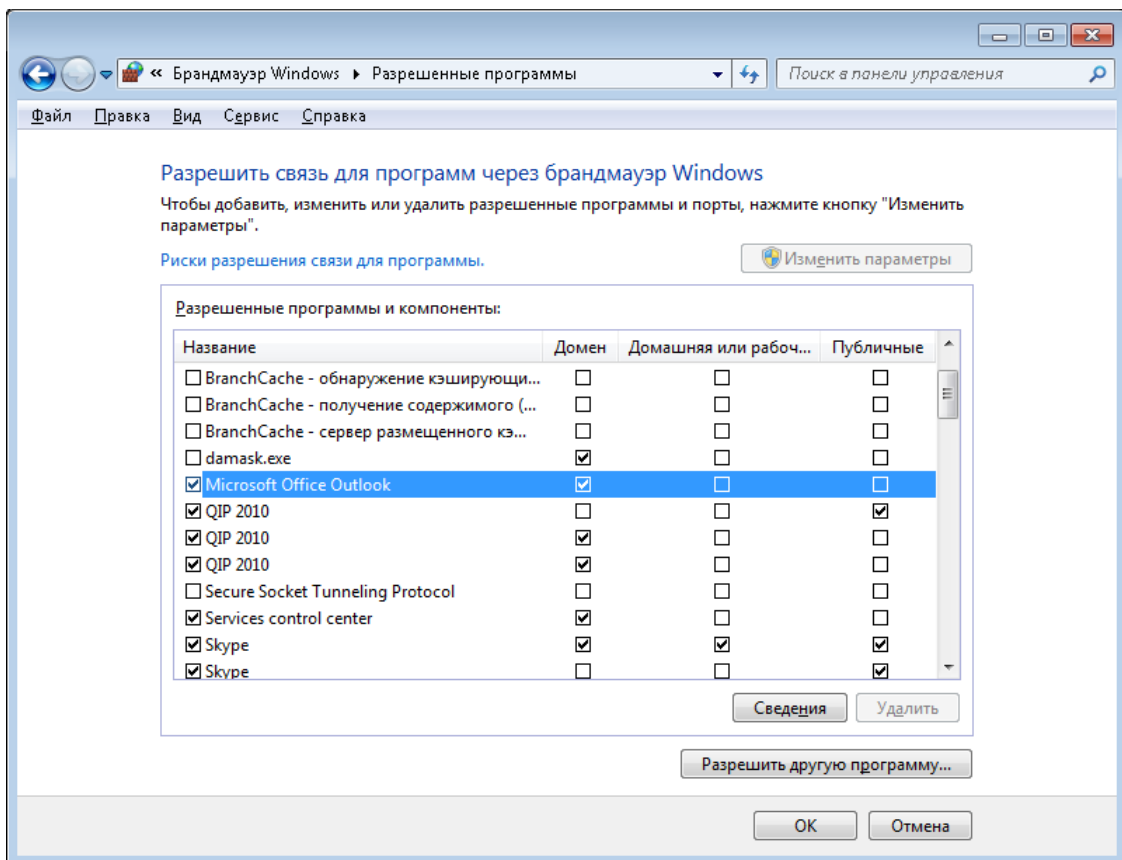 « Брандмауэр Windows Разрешенные программы
Поиск в панели управления
Файл Правка Вид Сервис Справка
Разрешить связь для программ через брандмауэр Windows
Чтобы добавить, изменить или удалить разрешенные программы и порты, нажмите кнопку "Изменить
параметры".
Риски разрешения связи для программы.
Изменить параметры
Разрешенные программы и компоненты:
Название Домен Домашняя или рабоч... Публичные
BranchCache - обнаружение кэширующи...
BranchCache - получение содержимого (...
BranchCache - сервер размещенного кэ...
damask.exe
Microsoft Office Outlook
QIP 2010
QIP 2010
QIP 2010
Secure Socket Tunneling Protocol
Services control center
Skype
Skype
Сведения Удалить
Разрешить другую программу...
ОК Отмена